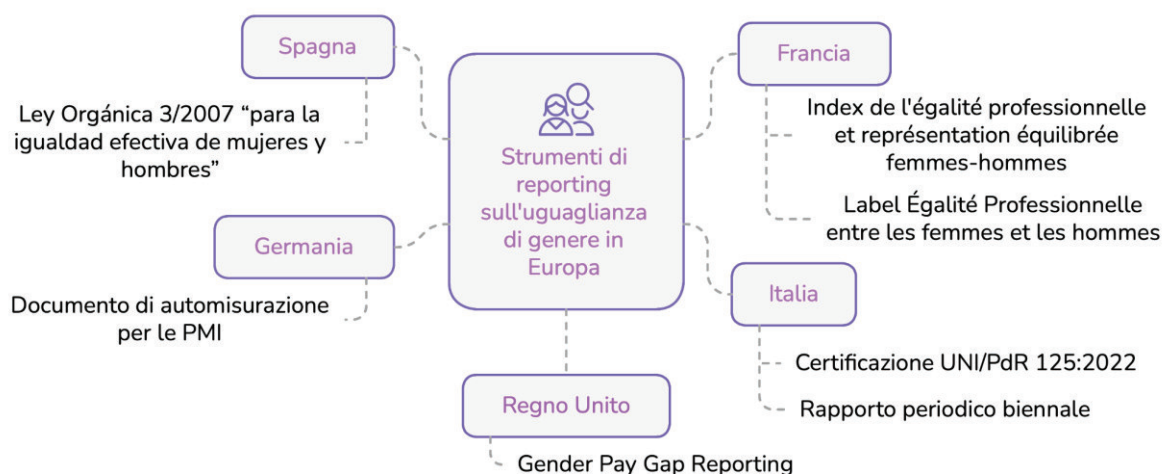 Spagna
Ley Orgánica 3/2007 “para la
igualdad efectiva de mujeres y
hombres”
Germania
Documento di automisurazione
per le PMI
Strumenti di
reporting
sull'uguaglianza
di genere in
Europa
Regno Unito
Gender Pay Gap Reporting
Francia
Index de l'égalité professionnelle
et représentation équilibrée
femmes-hommes
Label Égalité Professionnelle
entre les femmes et les hommes
Italia
Certificazione UNI/PdR 125:2022
Rapporto periodico biennale